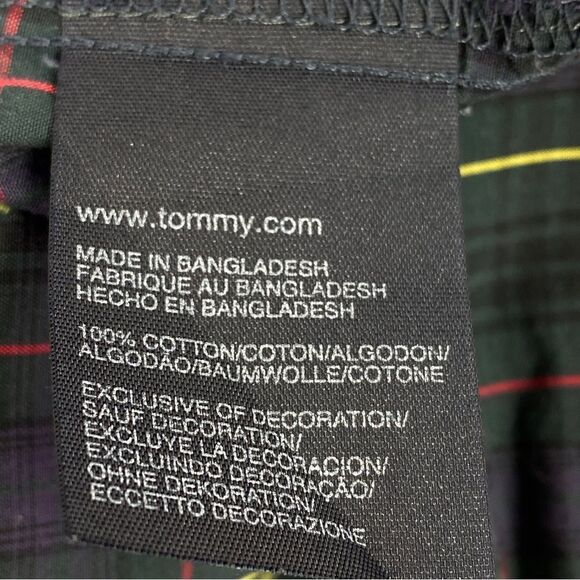 www.tommy.com
MADE IN BANGLADESH
FABRIQUE AU BANGLADESH
HECHO EN BANGLADESH
100% COTTON/COTON/ALGODON/
ALGODÃO/BAUMWOLLE/COTONE
EXCLUSIVE OF DECORATION/
SAUF DECORATION/
EXCLUYE LA DECORACION/
EXCLUINDO DECORAÇÃO/
OHNE DEKORATION/
ECCETTO DECORAZIONI